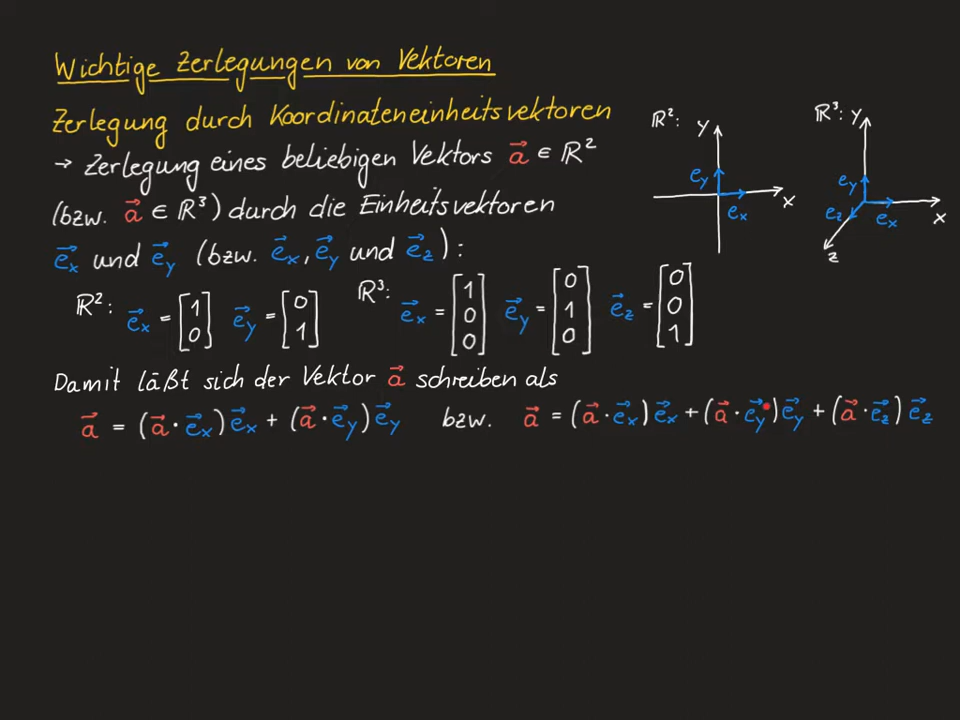 Wichtige Zerlegungen von Vektoren
Zerlegung durch Koordinateneinheitsvektoren
→ Zerlegung eines beliebigen Vektors a⃗ ∈ ℝ²
(bzw. a⃗ ∈ ℝ³) durch die Einheitsvektoren
e⃗x und e⃗y (bzw. e⃗x, e⃗y und e⃗z):
ℝ²: y ey ex x
ℝ³: y ey ez ex x z
ℝ²: e⃗x = [1 0] e⃗y = [0 1] ℝ³: e⃗x = [1 0 0] e⃗y = [0 1 0] e⃗z = [0 0 1]
Damit läßt sich der Vektor a⃗ schreiben als
a⃗ = (a⃗ · e⃗x) e⃗x + (a⃗ · e⃗y) e⃗y bzw. a⃗ = (a⃗ · e⃗x) e⃗x + (a⃗ · e⃗y) e⃗y + (a⃗ · e⃗z) e⃗z